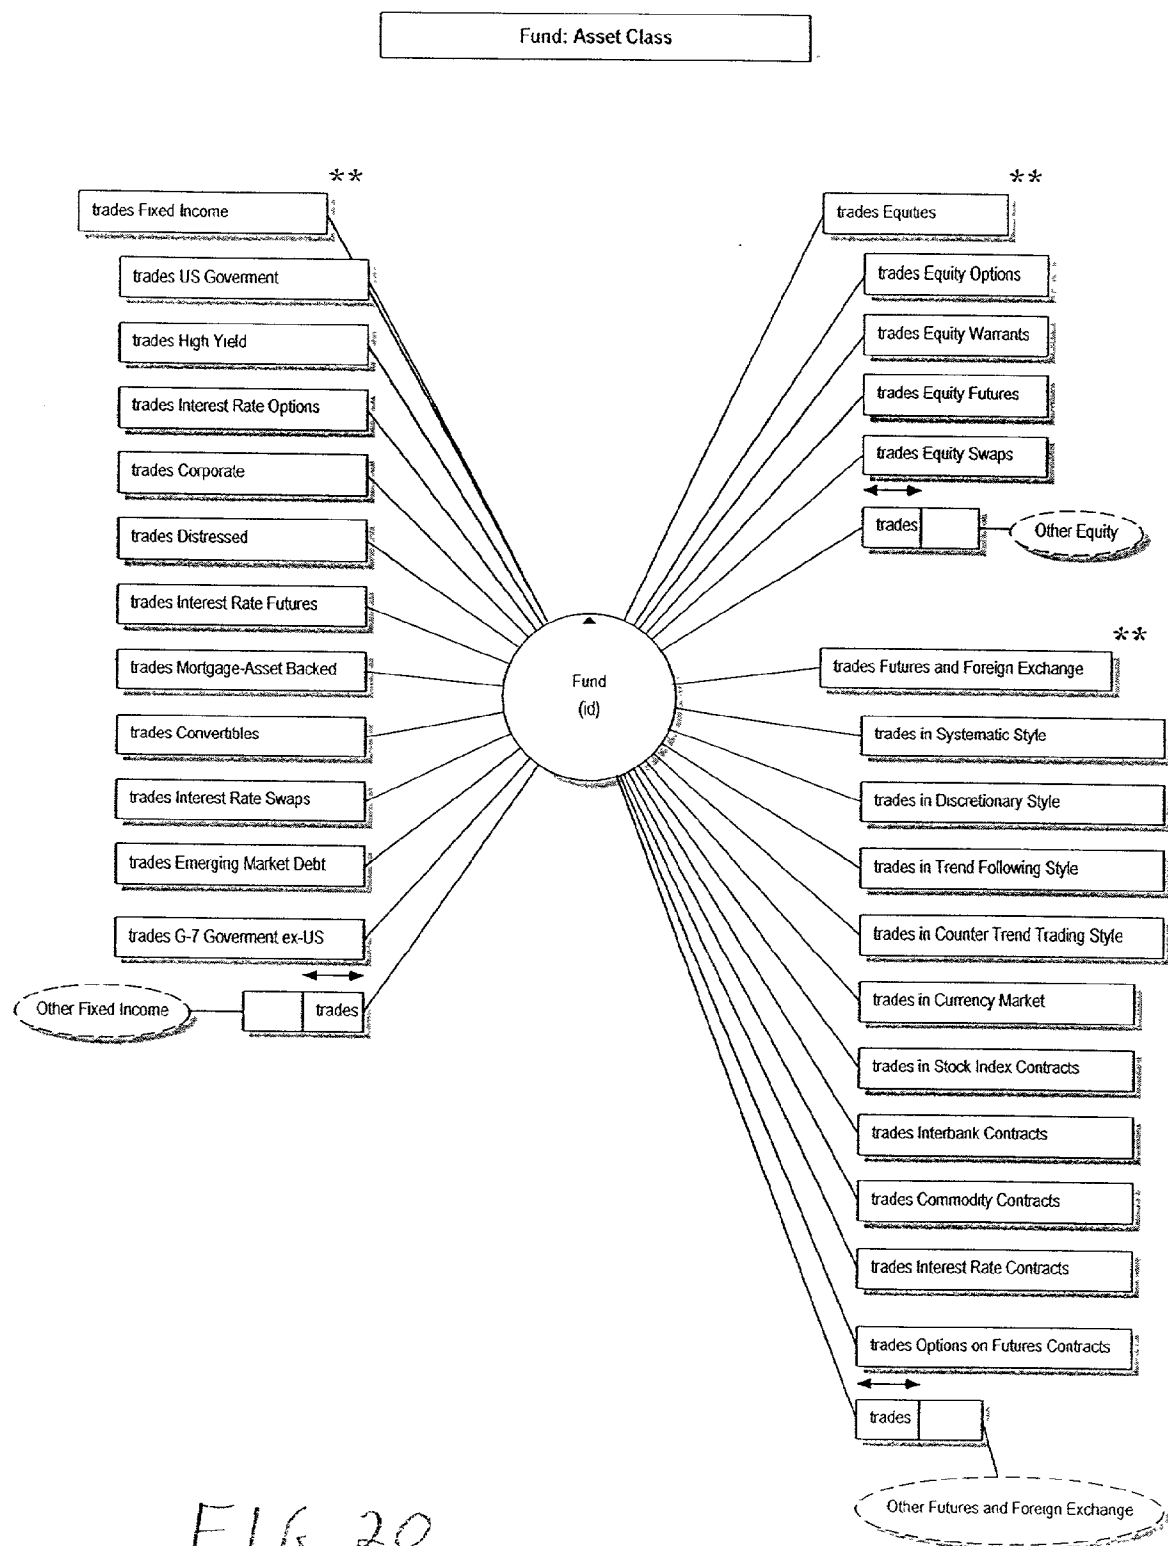 Fund: Asset Class
**
trades Fixed Income
trades US Goverment
trades High Yield
trades Interest Rate Options
trades Corporate
trades Distressed
trades Interest Rate Futures
trades Mortgage-Asset Backed
trades Convertibles
trades Interest Rate Swaps
trades Emerging Market Debt
trades G-7 Goverment ex-US
Other Fixed Income
trades
Fund
(id)
**
trades Equities
trades Equity Options
trades Equity Warrants
trades Equity Futures
trades Equity Swaps
trades
Other Equity
**
trades Futures and Foreign Exchange
trades in Systematic Style
trades in Discretionary Style
trades in Trend Following Style
trades in Counter Trend Trading Style
trades in Currency Market
trades in Stock Index Contracts
trades Interbank Contracts
trades Commodity Contracts
trades Interest Rate Contracts
trades Options on Futures Contracts
trades
Other Futures and Foreign Exchange
FIG 20